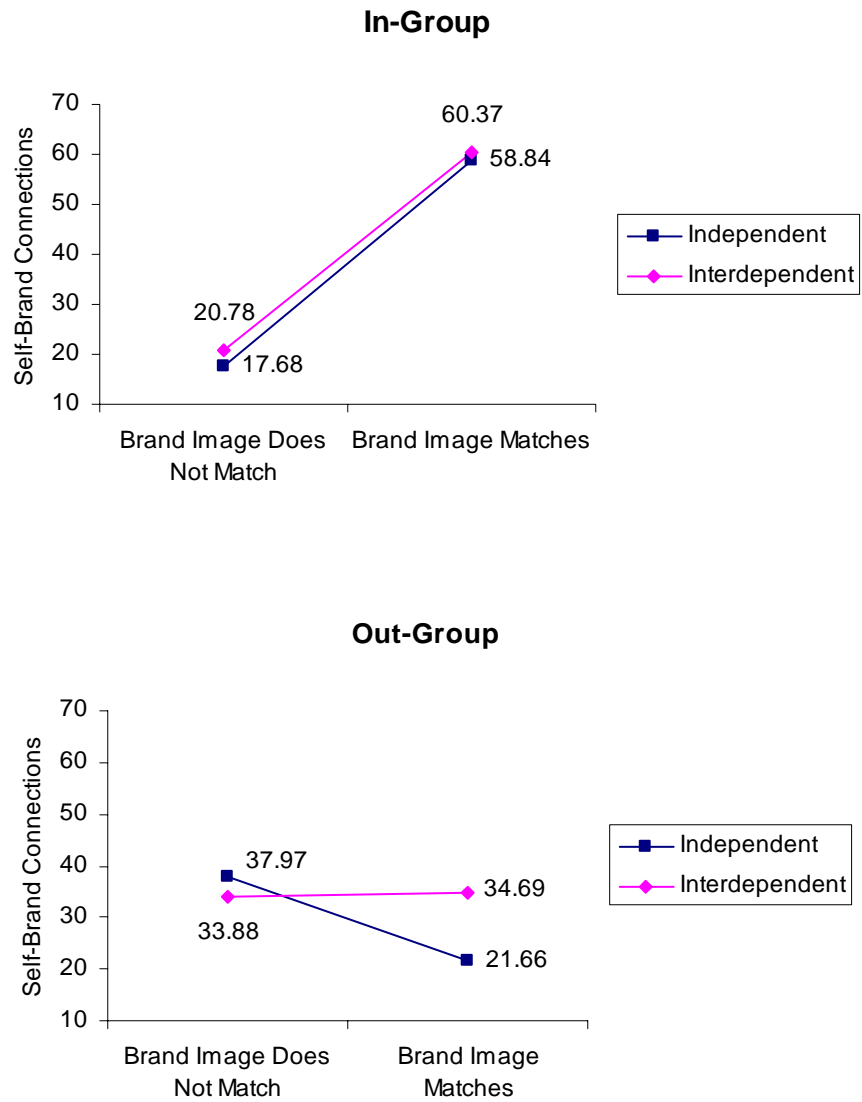 In-Group
70
60
50
40
30
20
10
Self-Brand Connections
60.37
58.84
20.78
17.68
Brand Image Does
Not Match
Brand Image Matches
Independent
Interdependent
Out-Group
70
60
50
40
30
20
10
Self-Brand Connections
37.97
33.88
34.69
21.66
Brand Image Does
Not Match
Brand Image
Matches
Independent
Interdependent